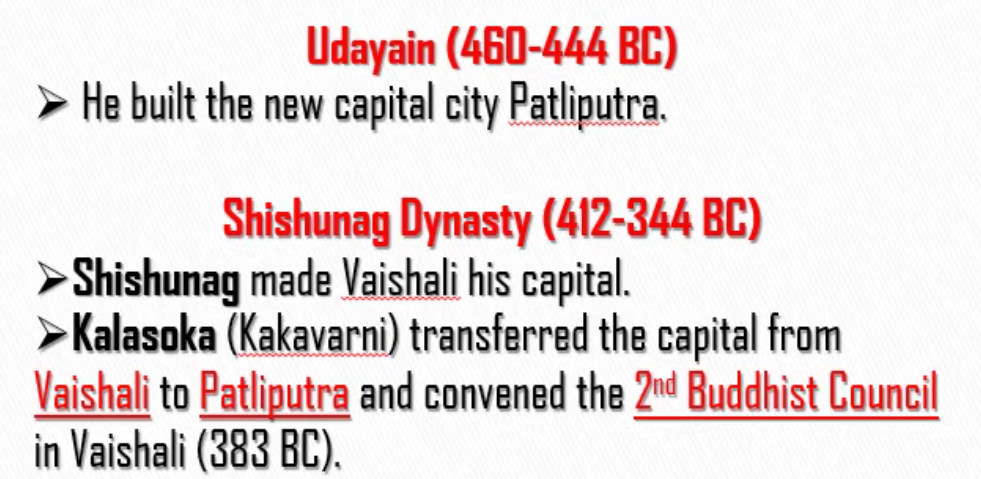 Udayain (460-444 BC)
➢ He built the new capital city Patliputra.
Shishunag Dynasty (412-344 BC)
➢Shishunag made Vaishali his capital.
➢Kalasoka (Kakavarni) transferred the capital from
Vaishali to Patliputra and convened the 2nd Buddhist Council
in Vaishali (383 BC).